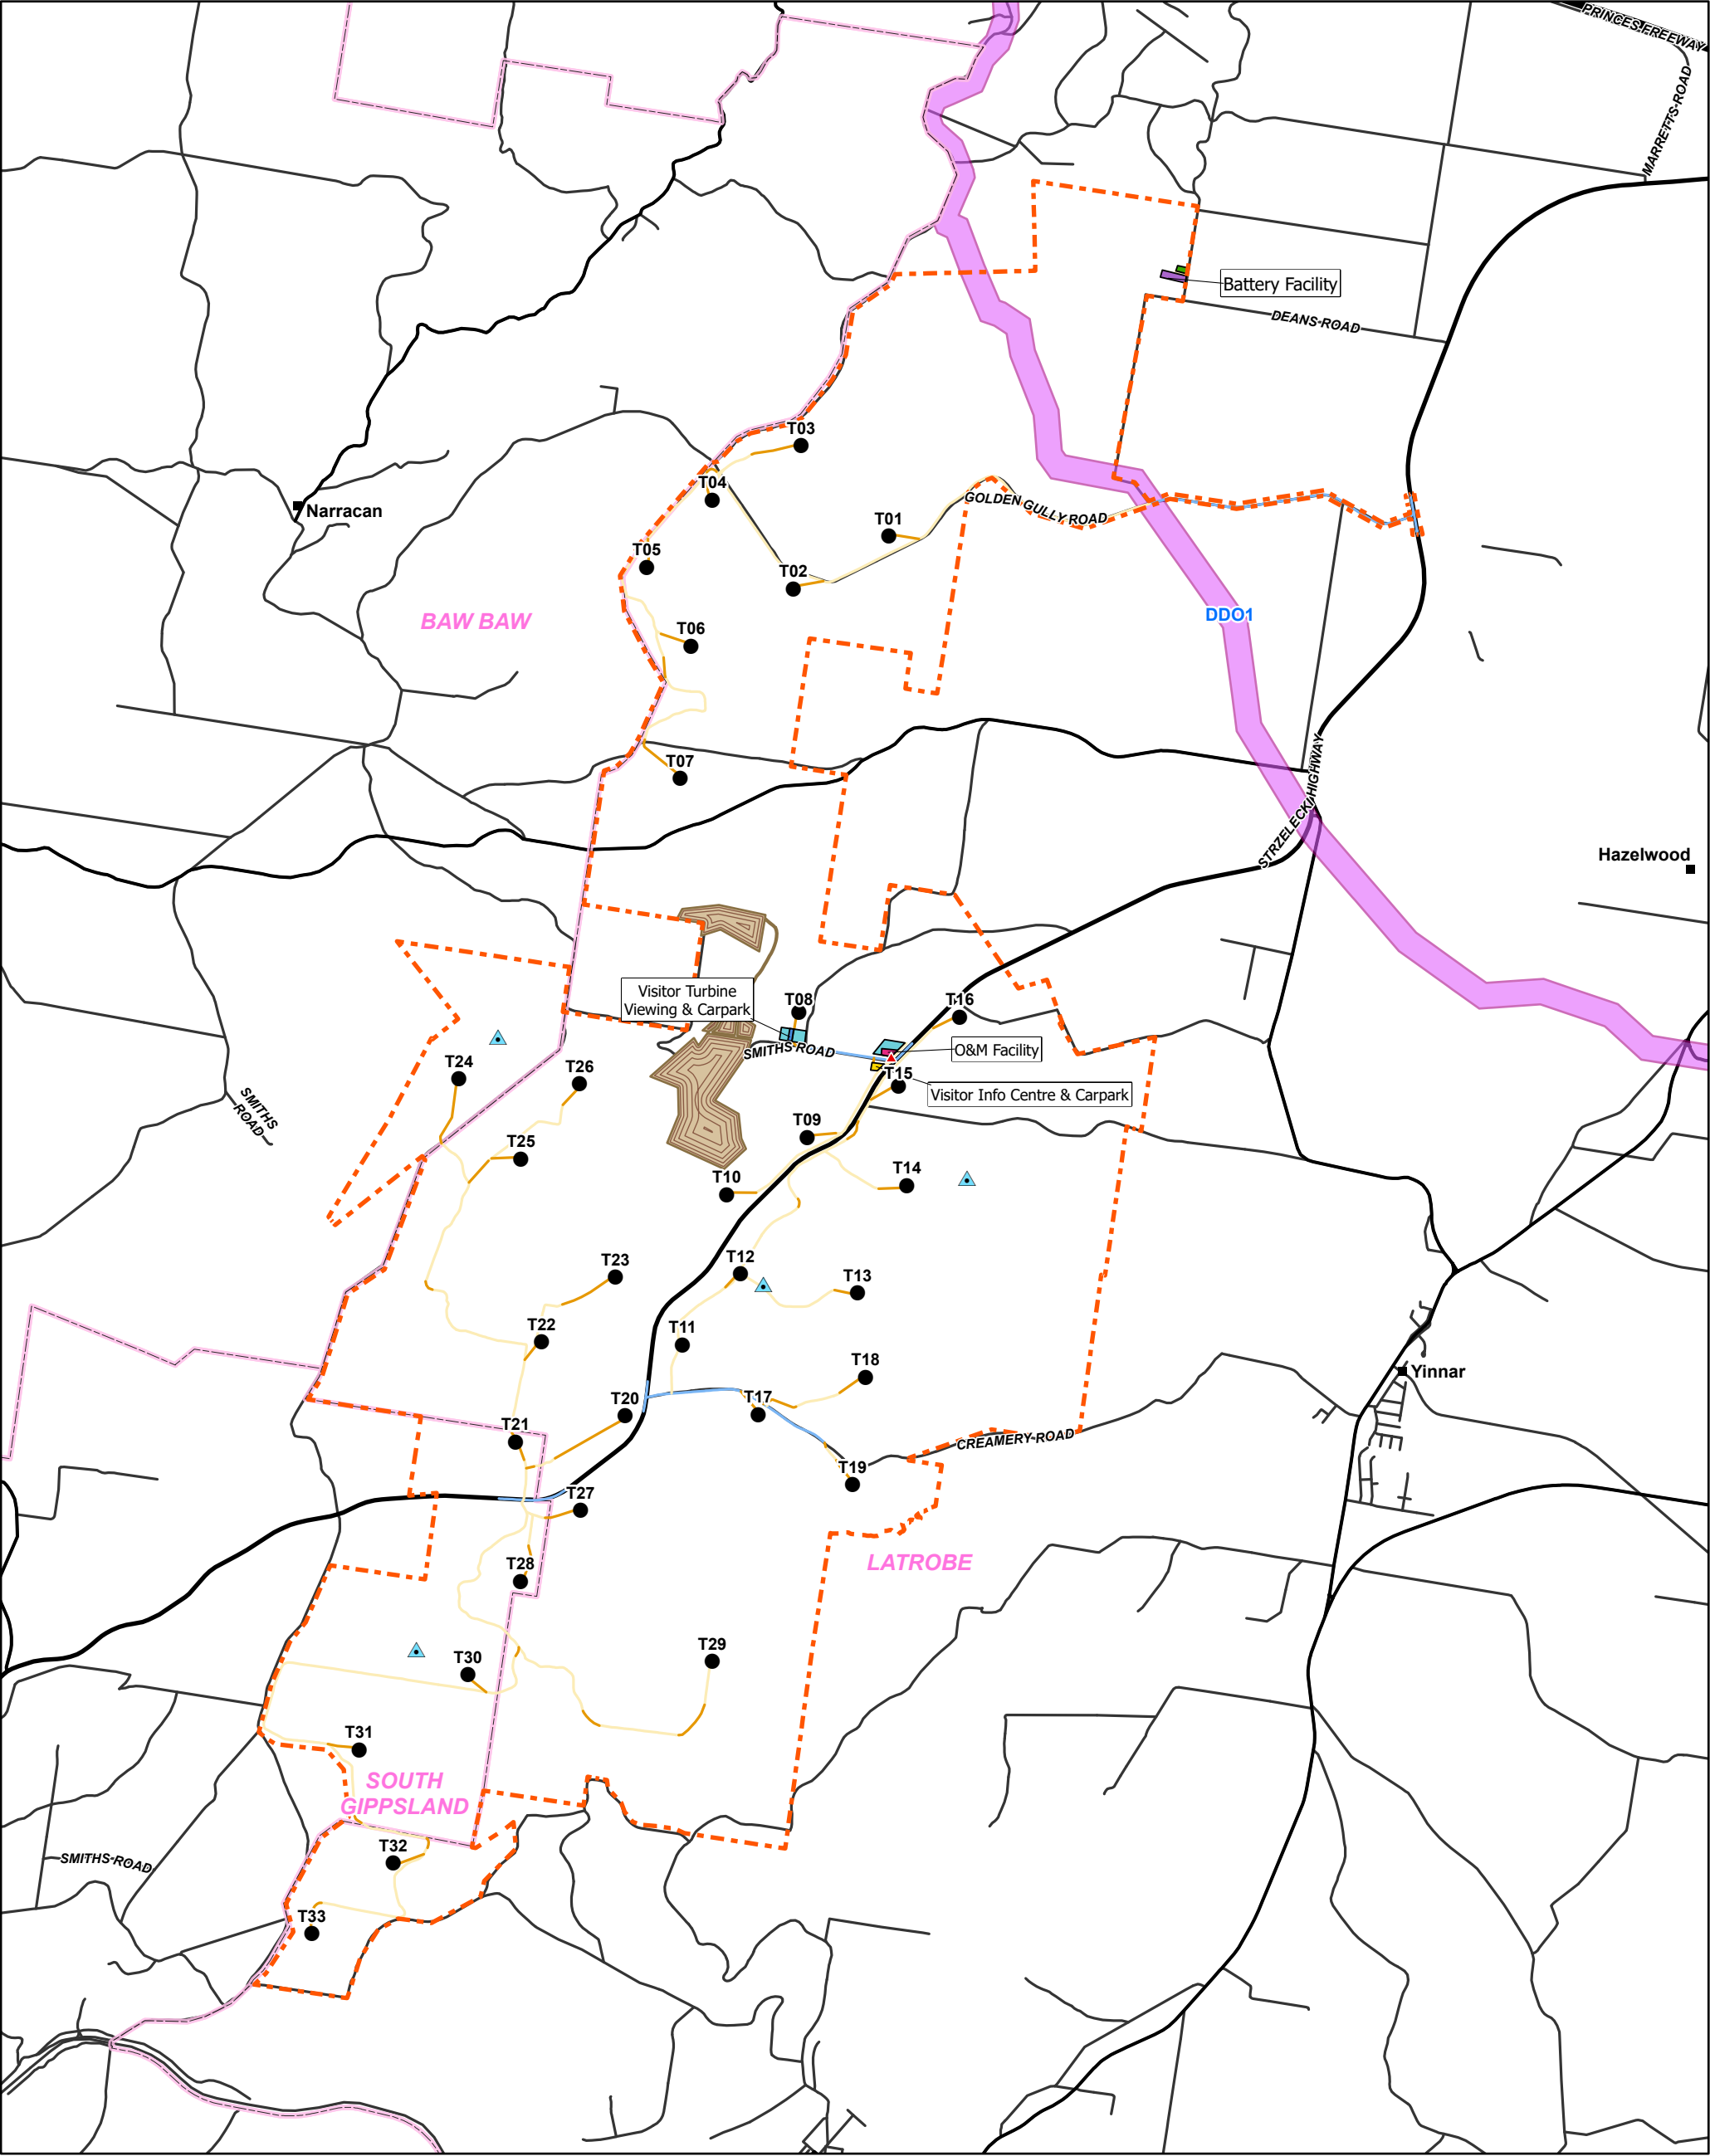 PRINCES FREEWAY
MARRETTS ROAD
Battery Facility
DEANS ROAD
T03
T04
GOLDEN GULLY ROAD
Narracan
T01
T05
T02
DDO1
BAW BAW
T06
STRZELECKI HIGHWAY
T07
Hazelwood
Visitor Turbine
Viewing & Carpark
T08
T16
SMITHS ROAD
O&M Facility
T24
T26
T15
Visitor Info Centre & Carpark
SMITHS
ROAD
T09
T25
T14
T10
T12
T23
T13
T22
T11
T18
Yinnar
T20
T17
T21
CREAMERY ROAD
T19
T27
LATROBE
T28
T29
T30
T31
SOUTH
GIPPSLAND
T32
SMITHS ROAD
T33